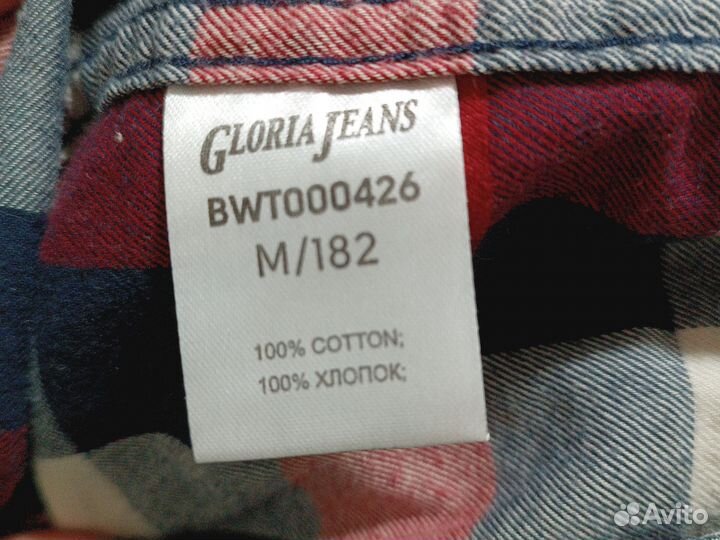 GLORIA JEANS
BWT000426
M/182
100% COTTON;
100% ХЛОПОК;
Avito